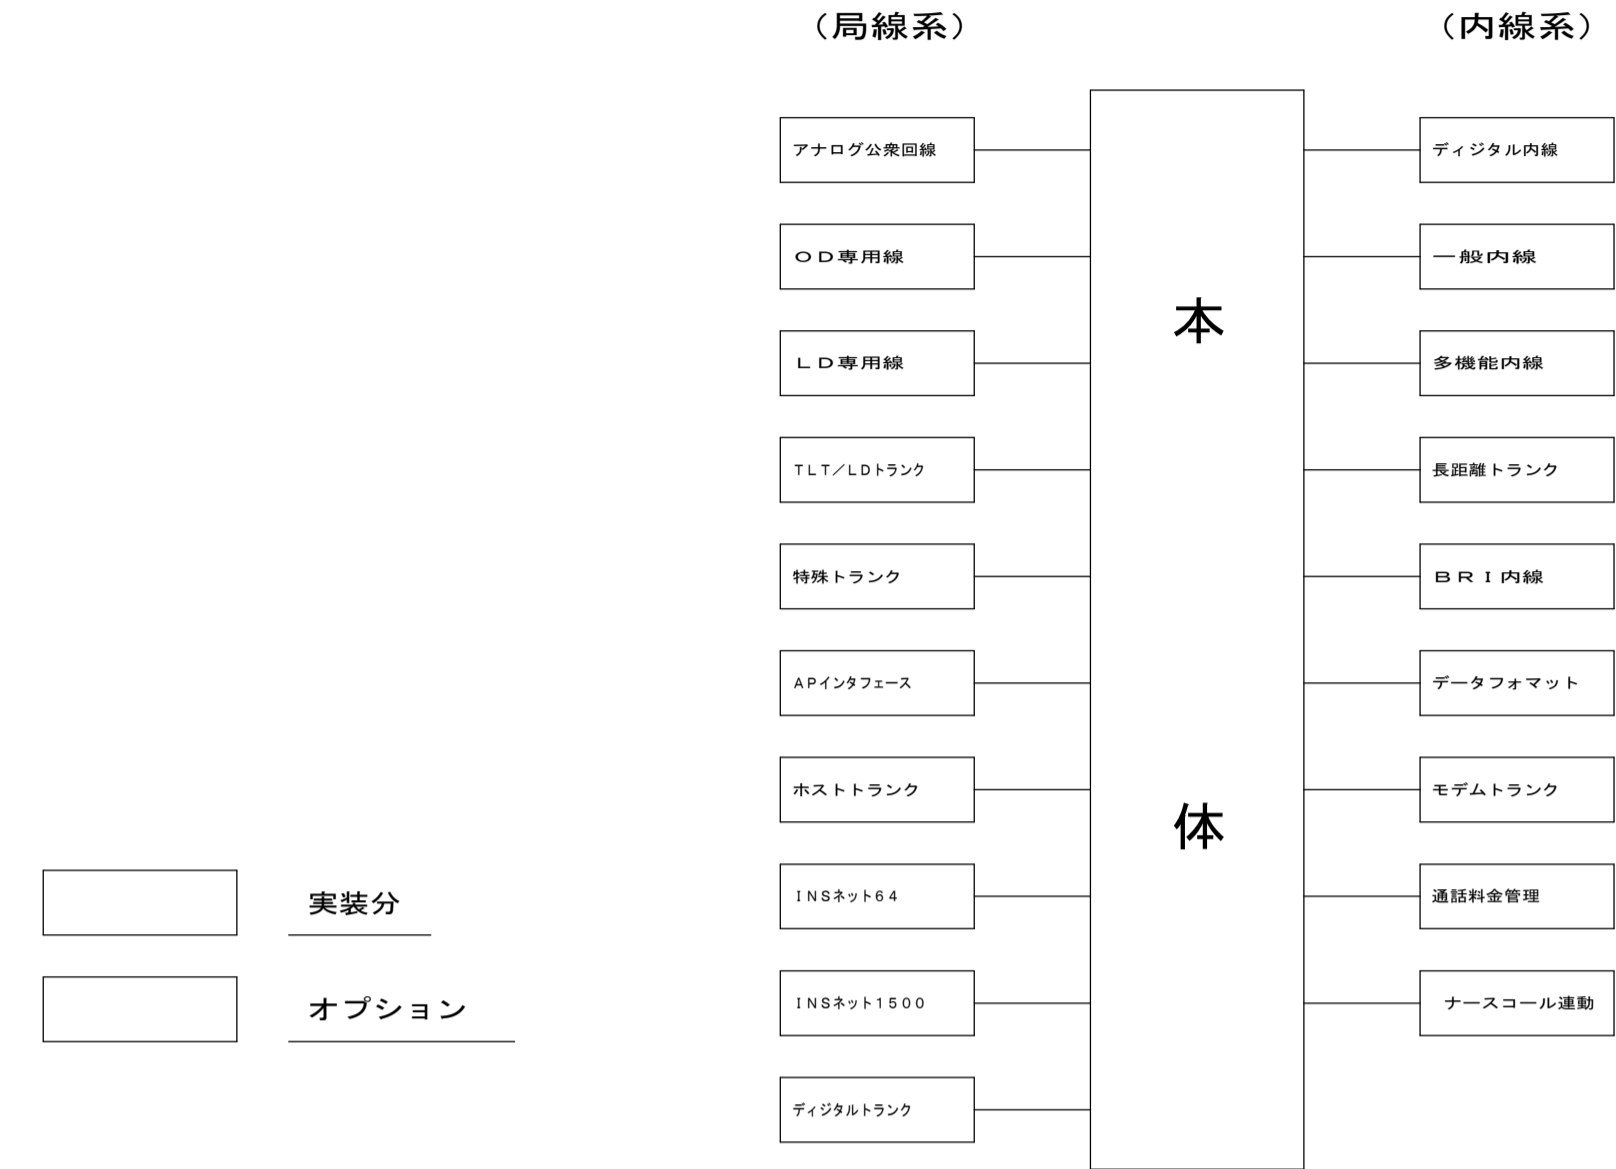 （局線系）
（内線系）
アナログ公衆回線
ＯＤ専用線
ＬＤ専用線
ＴＬＴ／ＬＤトランク
特殊トランク
ＡＰインタフェース
ホストトランク
ＩＮＳネット６４
ＩＮＳネット１５００
ディジタルトランク
本
体
ディジタル内線
一般内線
多機能内線
長距離トランク
ＢＲＩ内線
データフォマット
モデムトランク
通話料金管理
ナースコール連動
実装分
オプション